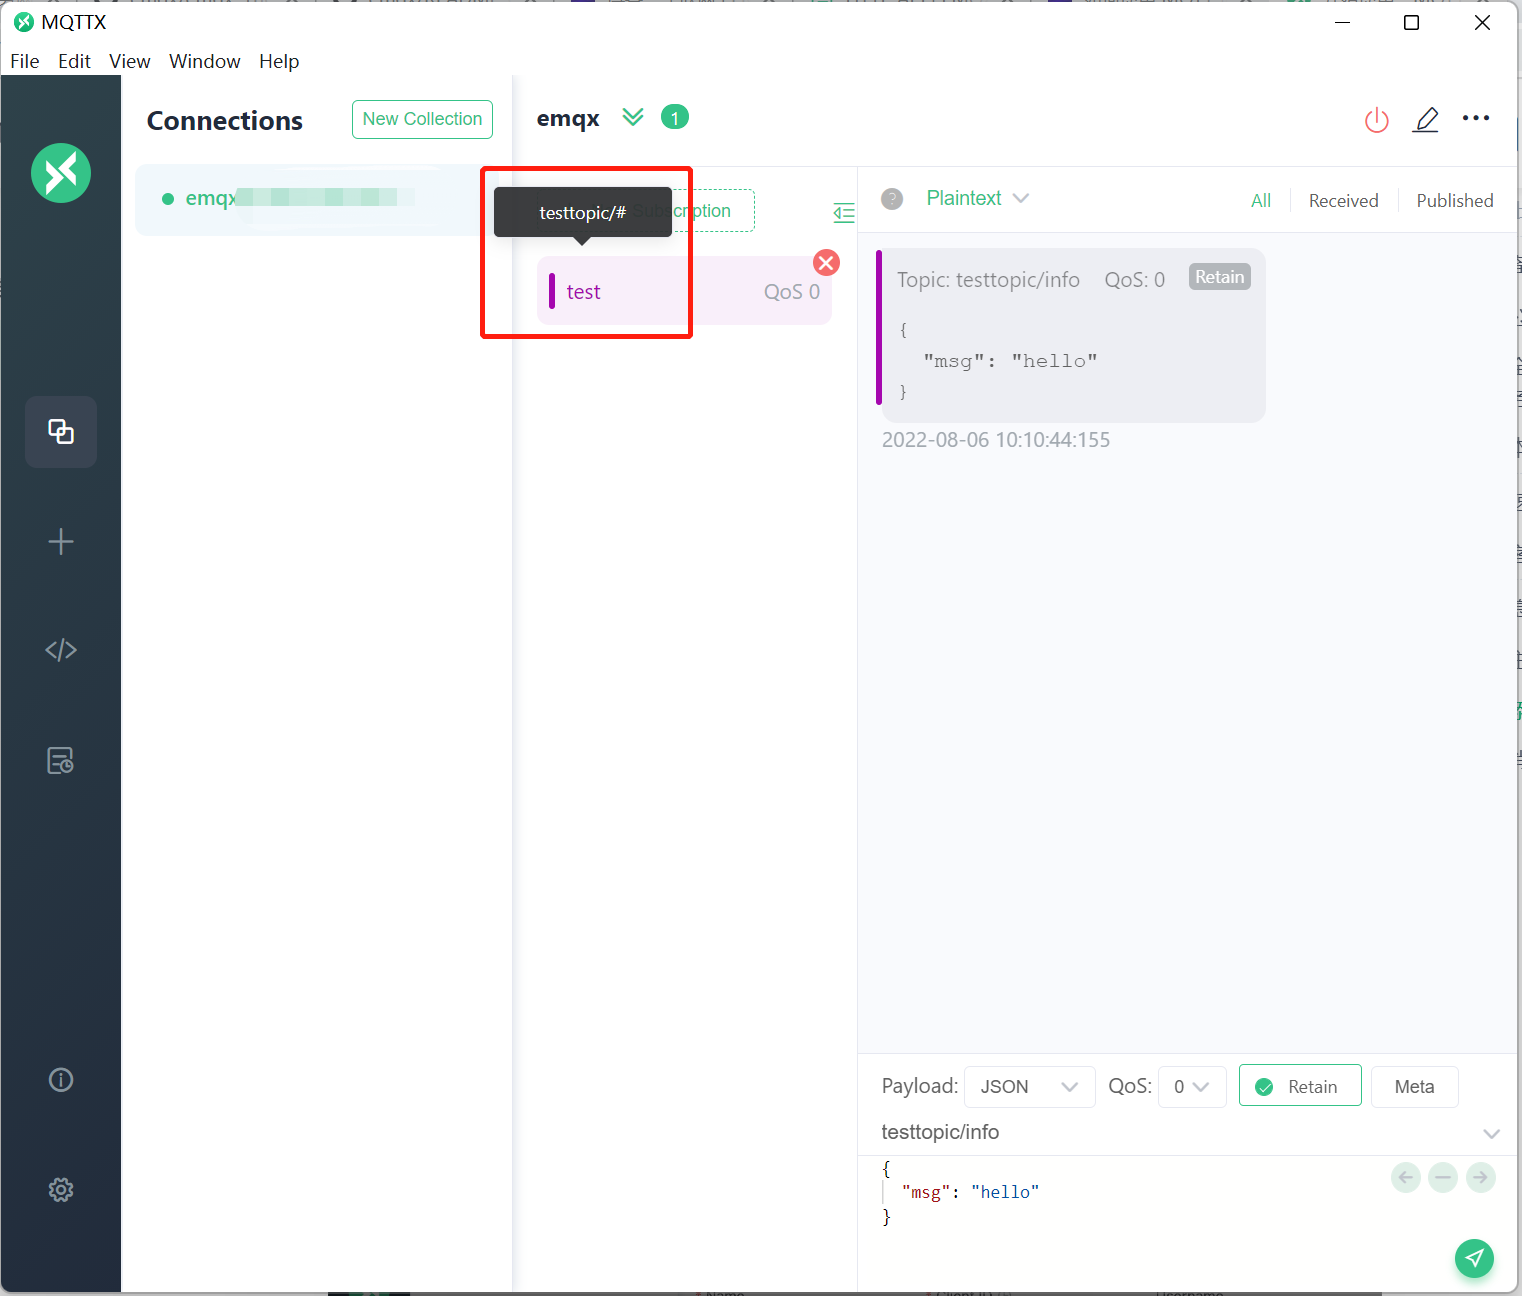 MQTTX
File Edit View Window Help
Connections
New Collection
emqx
1
emqx
testtopic/#
Subscription
test
QoS 0
?
Plaintext
All
Received
Published
Topic: testtopic/info QoS: 0 Retain
{
"msg": "hello"
}
2022-08-06 10:10:44:155
Payload: JSON QoS: 0 Retain Meta
testtopic/info
{
"msg": "hello"
}